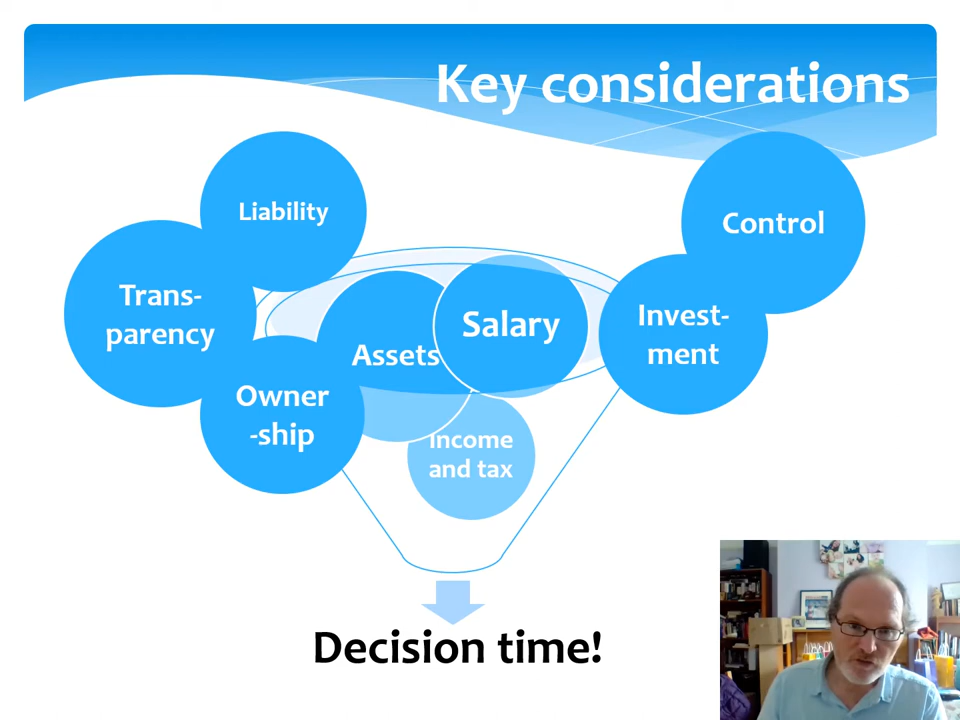 Key considerations
Liability
Control
Trans-
parency
Invest-
ment
Salary
Assets
Owner
-ship
Income
and tax
Decision time!